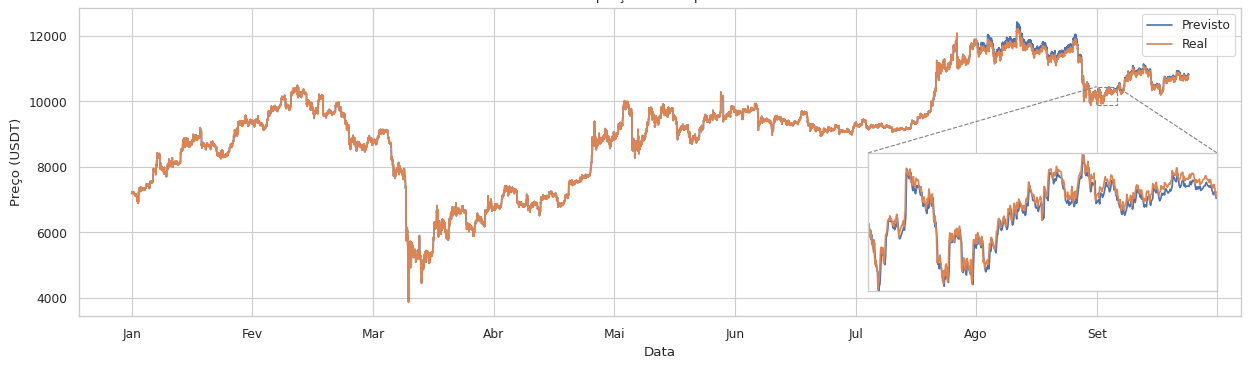 12000
10000
8000
6000
4000
Preço (USDT)
Previsto
Real
Jan
Fev
Mar
Abr
Mai
Jun
Jul
Ago
Set
Data